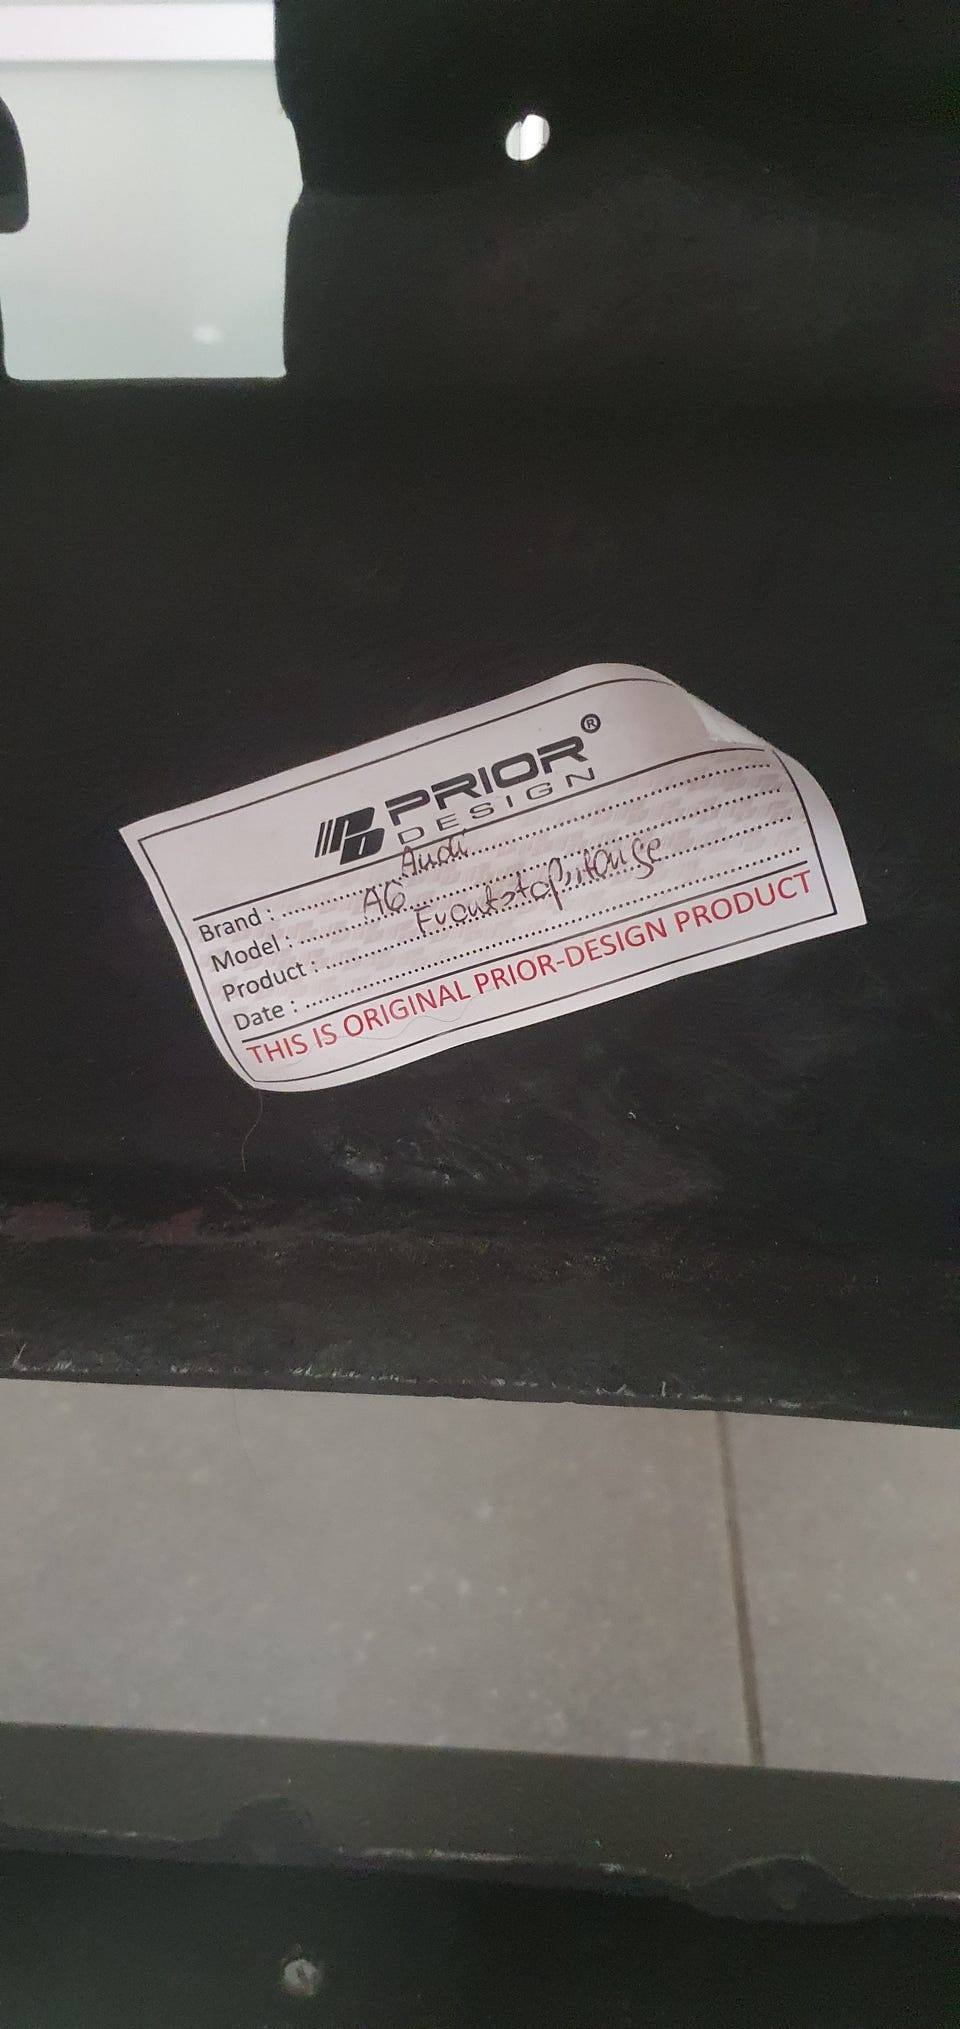 PRIOR®
DESIGN
Brand : Audi
Model : A6
Product : Frontstoßstange
Date :
THIS IS ORIGINAL PRIOR-DESIGN PRODUCT